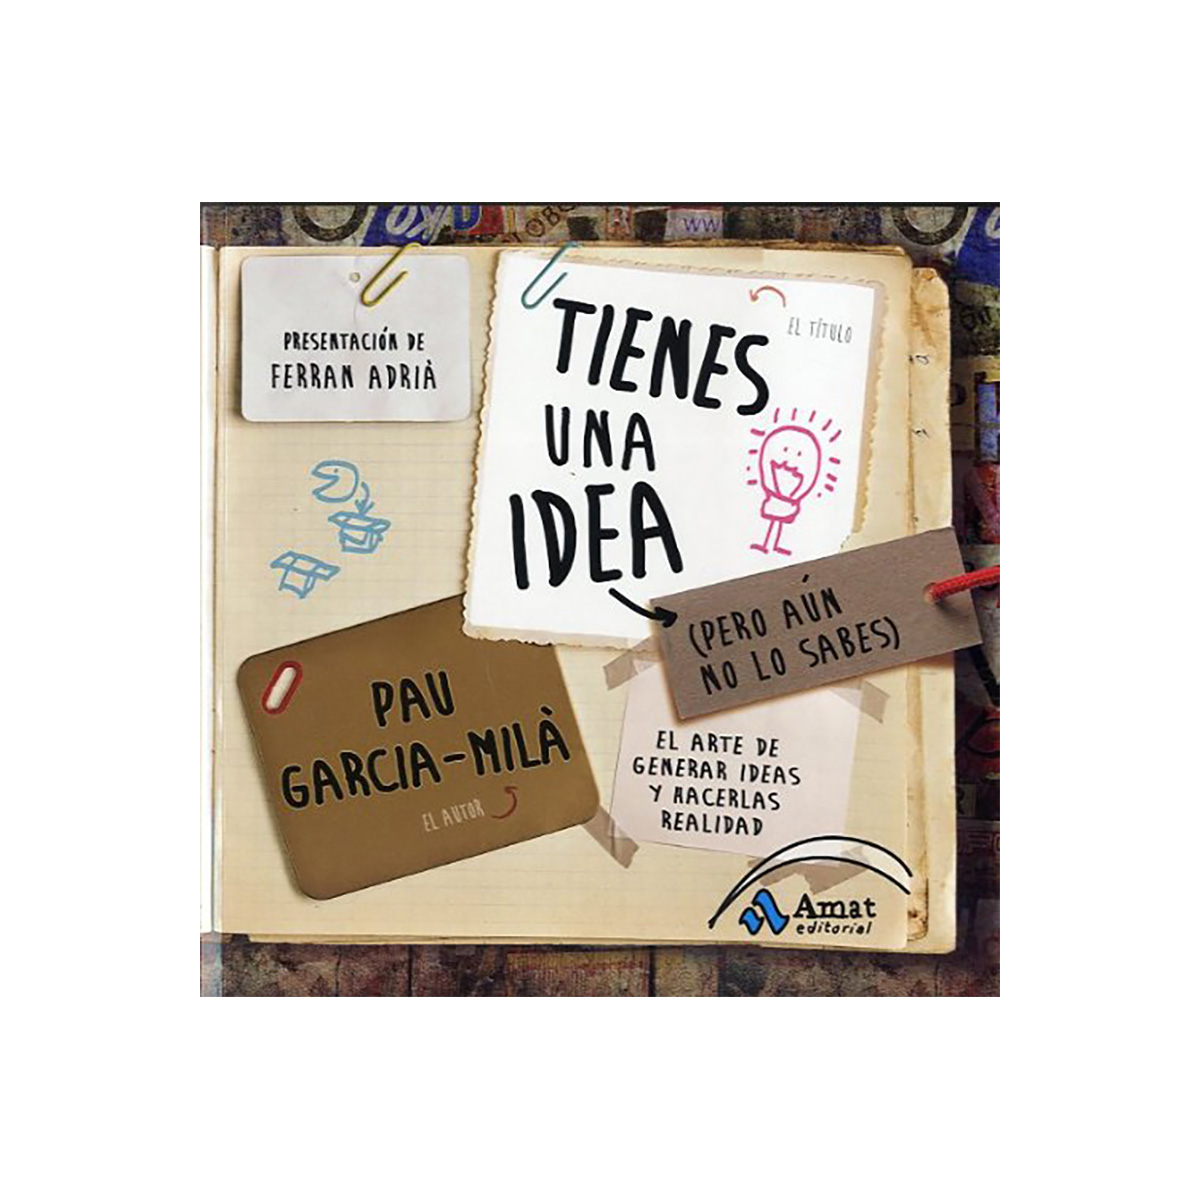 PRESENTACIÓN DE
FERRAN ADRIÀ
EL TÍTULO
TIENES
UNA
IDEA
(PERO AÚN
NO LO SABES)
PAU
GARCIA-MILÀ
EL AUTOR
EL ARTE DE
GENERAR IDEAS
Y HACERLAS
REALIDAD
Amat
editorial